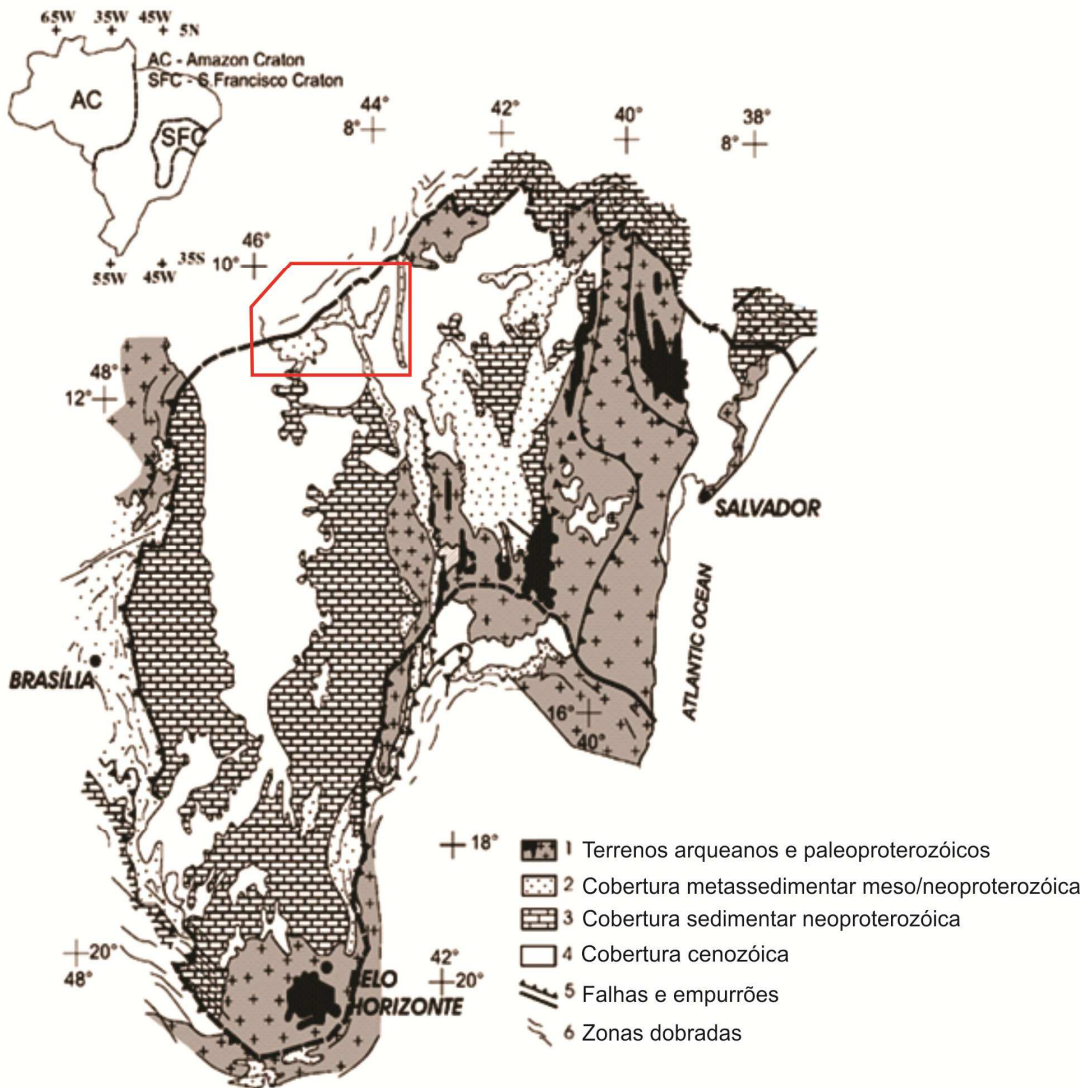 65W 35W 45W
5N
AC - Amazon Craton
SFC - S.Francisco Craton
AC
SFC
55W 45W 35S
44°
8°
42°
40°
38°
8°
46°
10°
48°
12°
SALVADOR
ATLANTIC OCEAN
BRASÍLIA
16°
40°
18°
20°
48°
42°
20°
BELO
HORIZONTE
1 Terrenos arqueanos e paleoproterozóicos
2 Cobertura metassedimentar meso/neoproterozóica
3 Cobertura sedimentar neoproterozóica
4 Cobertura cenozóica
5 Falhas e empurrões
6 Zonas dobradas